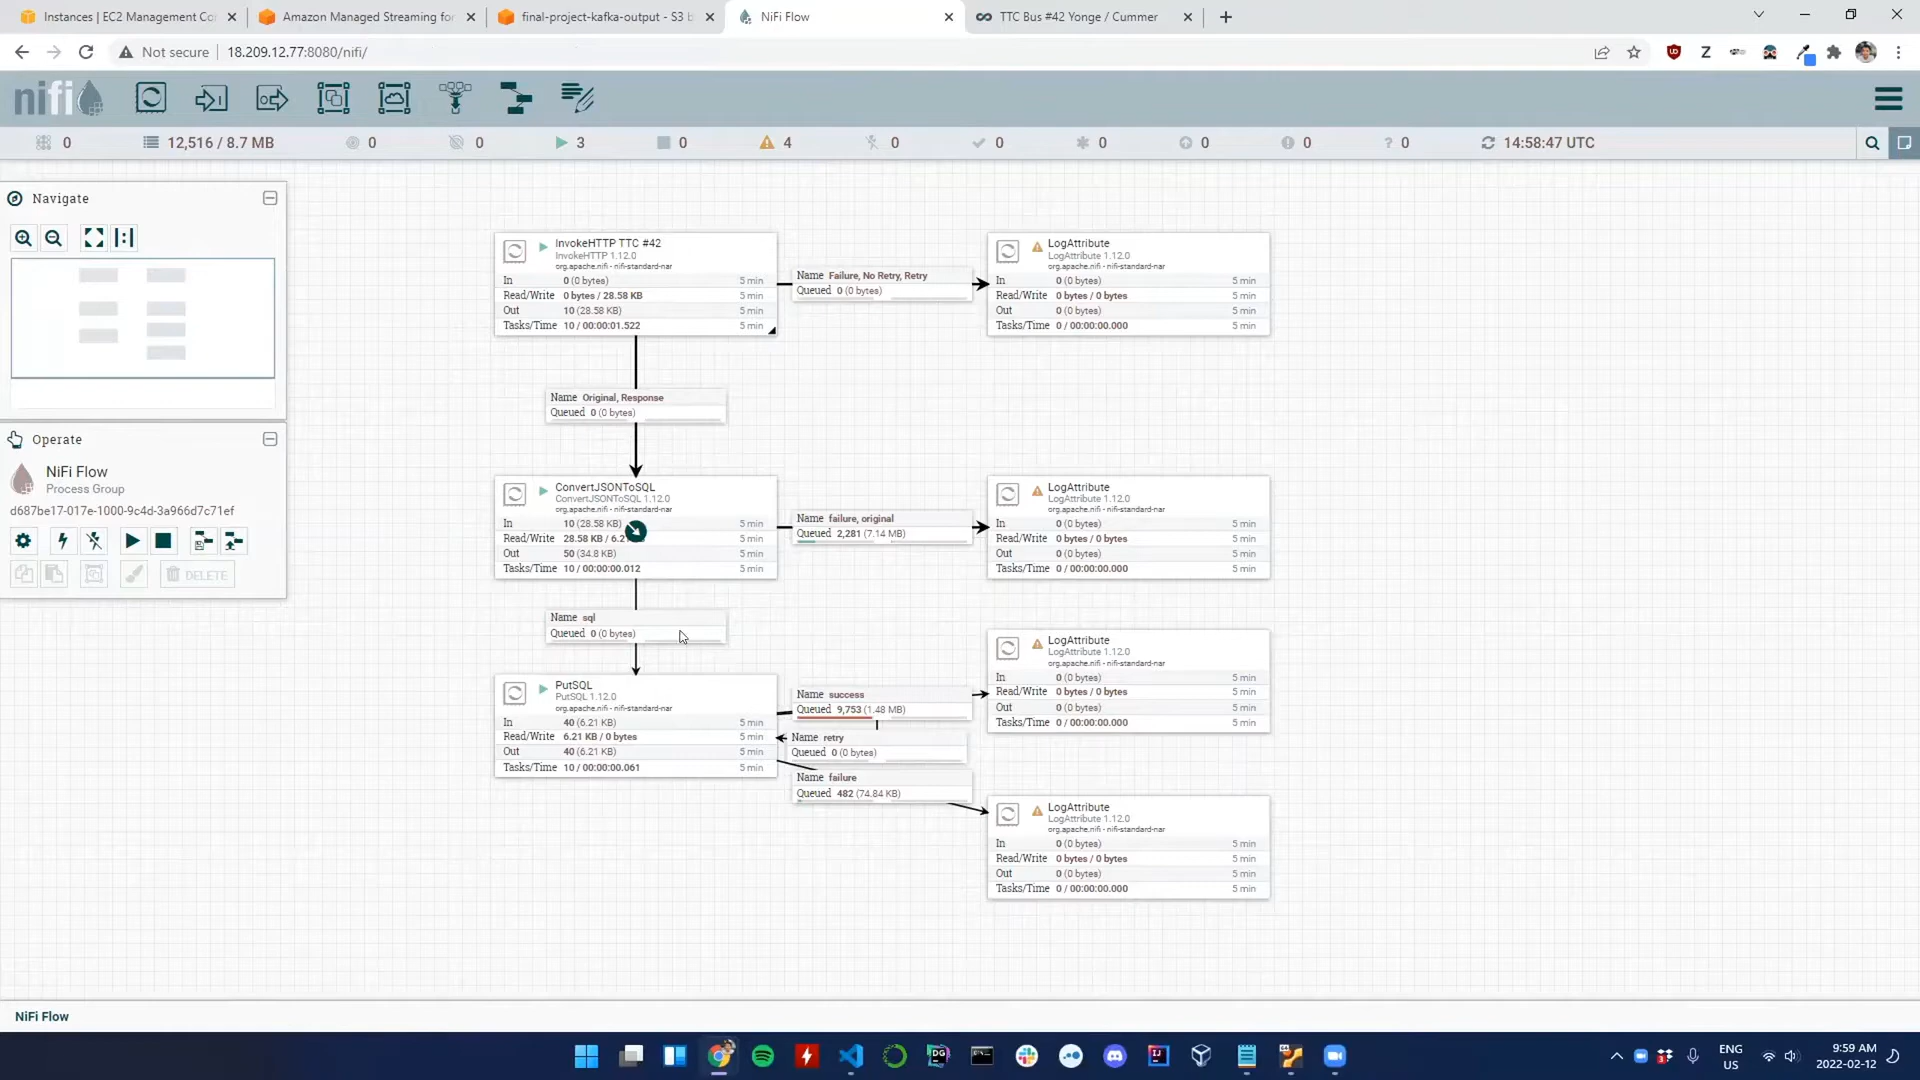 Instances | EC2 Management Co
Amazon Managed Streaming for
final-project-kafka-output - S3 b
NiFi Flow
TTC Bus #42 Yonge / Cummer
Not secure
18.209.12.77:8080/nifi/
nifi
0
12,516 / 8.7 MB
0
0
3
0
4
0
0
0
0
0
? 0
14:58:47 UTC
Navigate
Operate
NiFi Flow
Process Group
d687be17-017e-1000-9c4d-3a966d7c71ef
DELETE
InvokeHTTP TTC #42
InvokeHTTP 1.12.0
org.apache.nifi - nifi-standard-nar
In 0 (0 bytes) 5 min
Read/Write 0 bytes / 28.58 KB 5 min
Out 10 (28.58 KB) 5 min
Tasks/Time 10 / 00:00:01.522 5 min
Name Failure, No Retry, Retry
Queued 0 (0 bytes)
LogAttribute
LogAttribute 1.12.0
org.apache.nifi - nifi-standard-nar
In 0 (0 bytes) 5 min
Read/Write 0 bytes / 0 bytes 5 min
Out 0 (0 bytes) 5 min
Tasks/Time 0 / 00:00:00.000 5 min
Name Original, Response
Queued 0 (0 bytes)
ConvertJSONToSQL
ConvertJSONToSQL 1.12.0
org.apache.nifi - nifi-standard-nar
In 10 (28.58 KB) 5 min
Read/Write 28.58 KB / 6.2 5 min
Out 50 (34.8 KB) 5 min
Tasks/Time 10 / 00:00:00.012 5 min
Name failure, original
Queued 2,281 (7.14 MB)
LogAttribute
LogAttribute 1.12.0
org.apache.nifi - nifi-standard-nar
In 0 (0 bytes) 5 min
Read/Write 0 bytes / 0 bytes 5 min
Out 0 (0 bytes) 5 min
Tasks/Time 0 / 00:00:00.000 5 min
Name sql
Queued 0 (0 bytes)
PutSQL
PutSQL 1.12.0
org.apache.nifi - nifi-standard-nar
In 40 (6.21 KB) 5 min
Read/Write 6.21 KB / 0 bytes 5 min
Out 40 (6.21 KB) 5 min
Tasks/Time 10 / 00:00:00.061 5 min
Name success
Queued 9,753 (1.48 MB)
Name retry
Queued 0 (0 bytes)
Name failure
Queued 482 (74.84 KB)
LogAttribute
LogAttribute 1.12.0
org.apache.nifi - nifi-standard-nar
In 0 (0 bytes) 5 min
Read/Write 0 bytes / 0 bytes 5 min
Out 0 (0 bytes) 5 min
Tasks/Time 0 / 00:00:00.000 5 min
LogAttribute
LogAttribute 1.12.0
org.apache.nifi - nifi-standard-nar
In 0 (0 bytes) 5 min
Read/Write 0 bytes / 0 bytes 5 min
Out 0 (0 bytes) 5 min
Tasks/Time 0 / 00:00:00.000 5 min
NiFi Flow
ENG
US
9:59 AM
2022-02-12